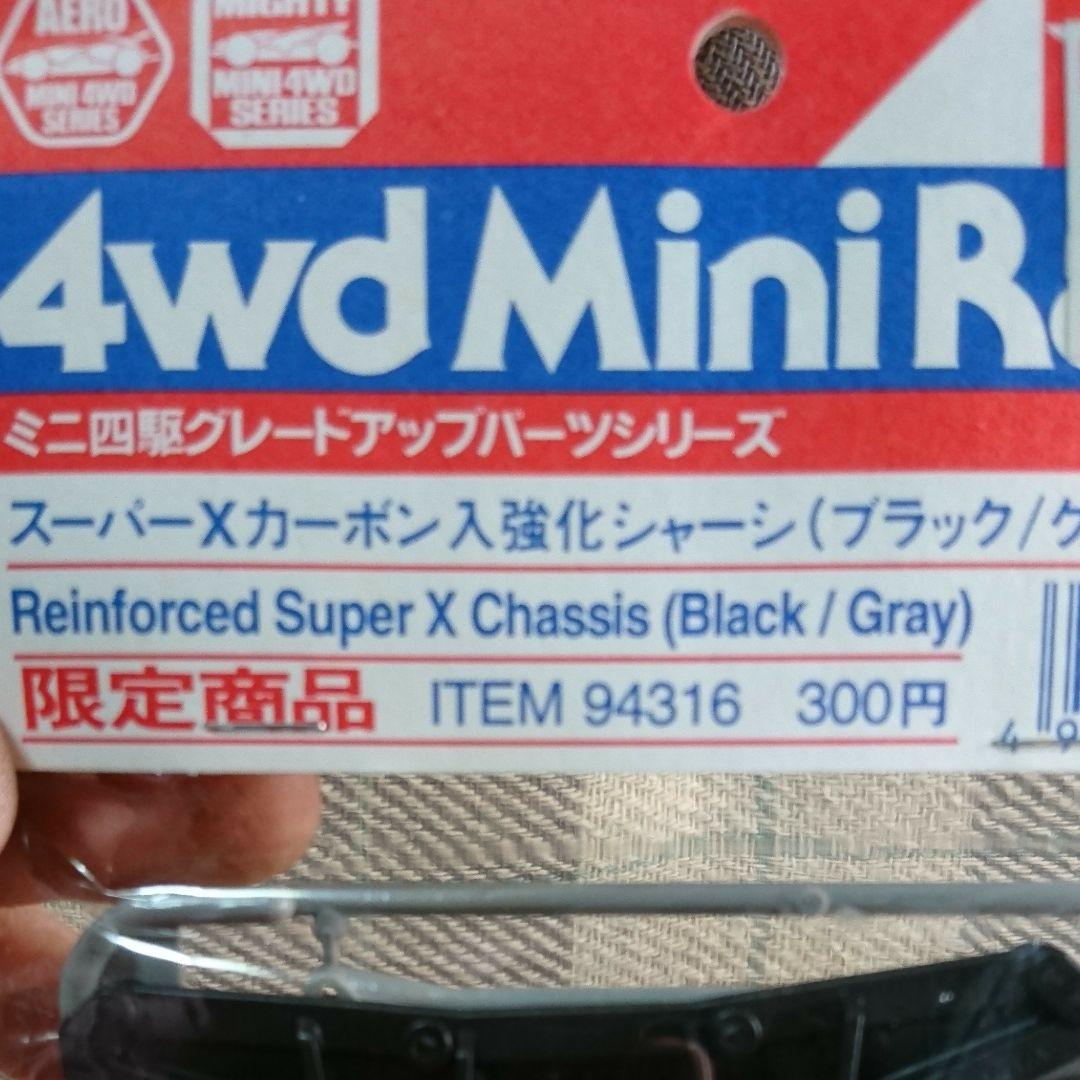 AERO
MINI 4WD
SERIES
MIGHTY
MINI 4WD
SERIES
4wd Mini R
ミニ四駆グレードアップパーツシリーズ
スーパーXカーボン入強化シャーシ(ブラック/グ
Reinforced Super X Chassis (Black / Gray)
限定商品 ITEM 94316 300円
4 9